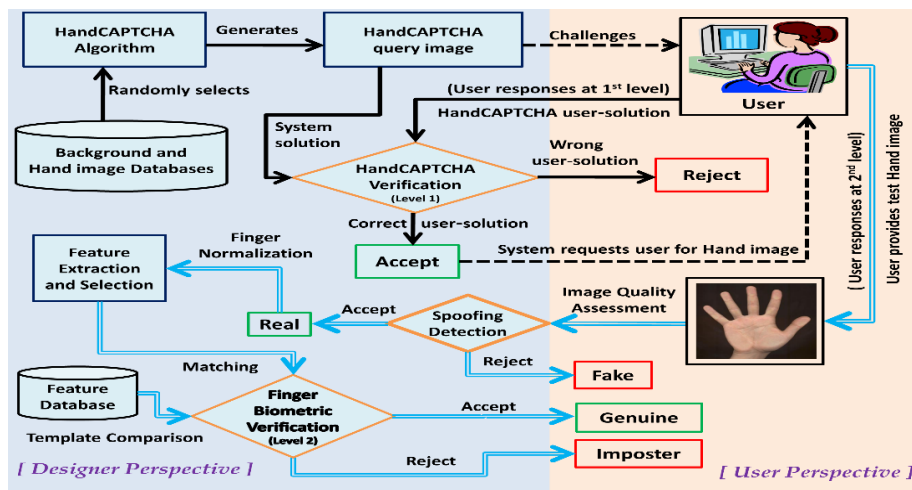 HandCAPTCHA
Algorithm
Generates
HandCAPTCHA
query image
Challenges
User
Randomly selects
Background and
Hand image Databases
System
solution
(User responses at 1st level)
HandCAPTCHA user-solution
HandCAPTCHA
Verification
(Level 1)
Wrong
user-solution
Reject
Correct user-solution
Accept
System requests user for Hand image
( User responses at 2nd level)
User provides test Hand image
Finger
Normalization
Feature
Extraction
and Selection
Real
Accept
Spoofing
Detection
Image Quality
Assessment
Reject
Fake
Matching
Feature
Database
Template Comparison
Finger
Biometric
Verification
(Level 2)
Accept
Genuine
Reject
Imposter
[ Designer Perspective ]
[ User Perspective ]